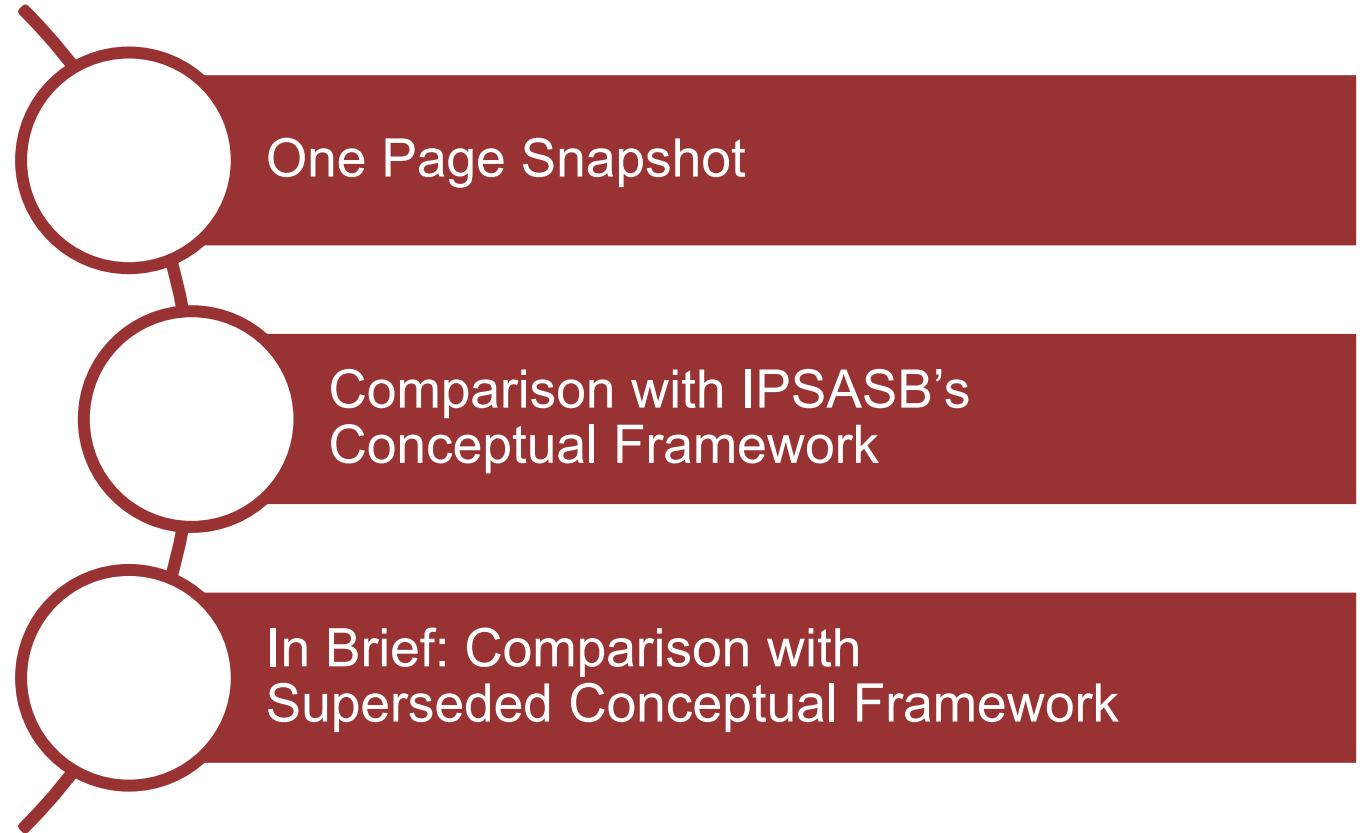 One Page Snapshot
Comparison with IPSASB’s
Conceptual Framework
In Brief: Comparison with
Superseded Conceptual Framework